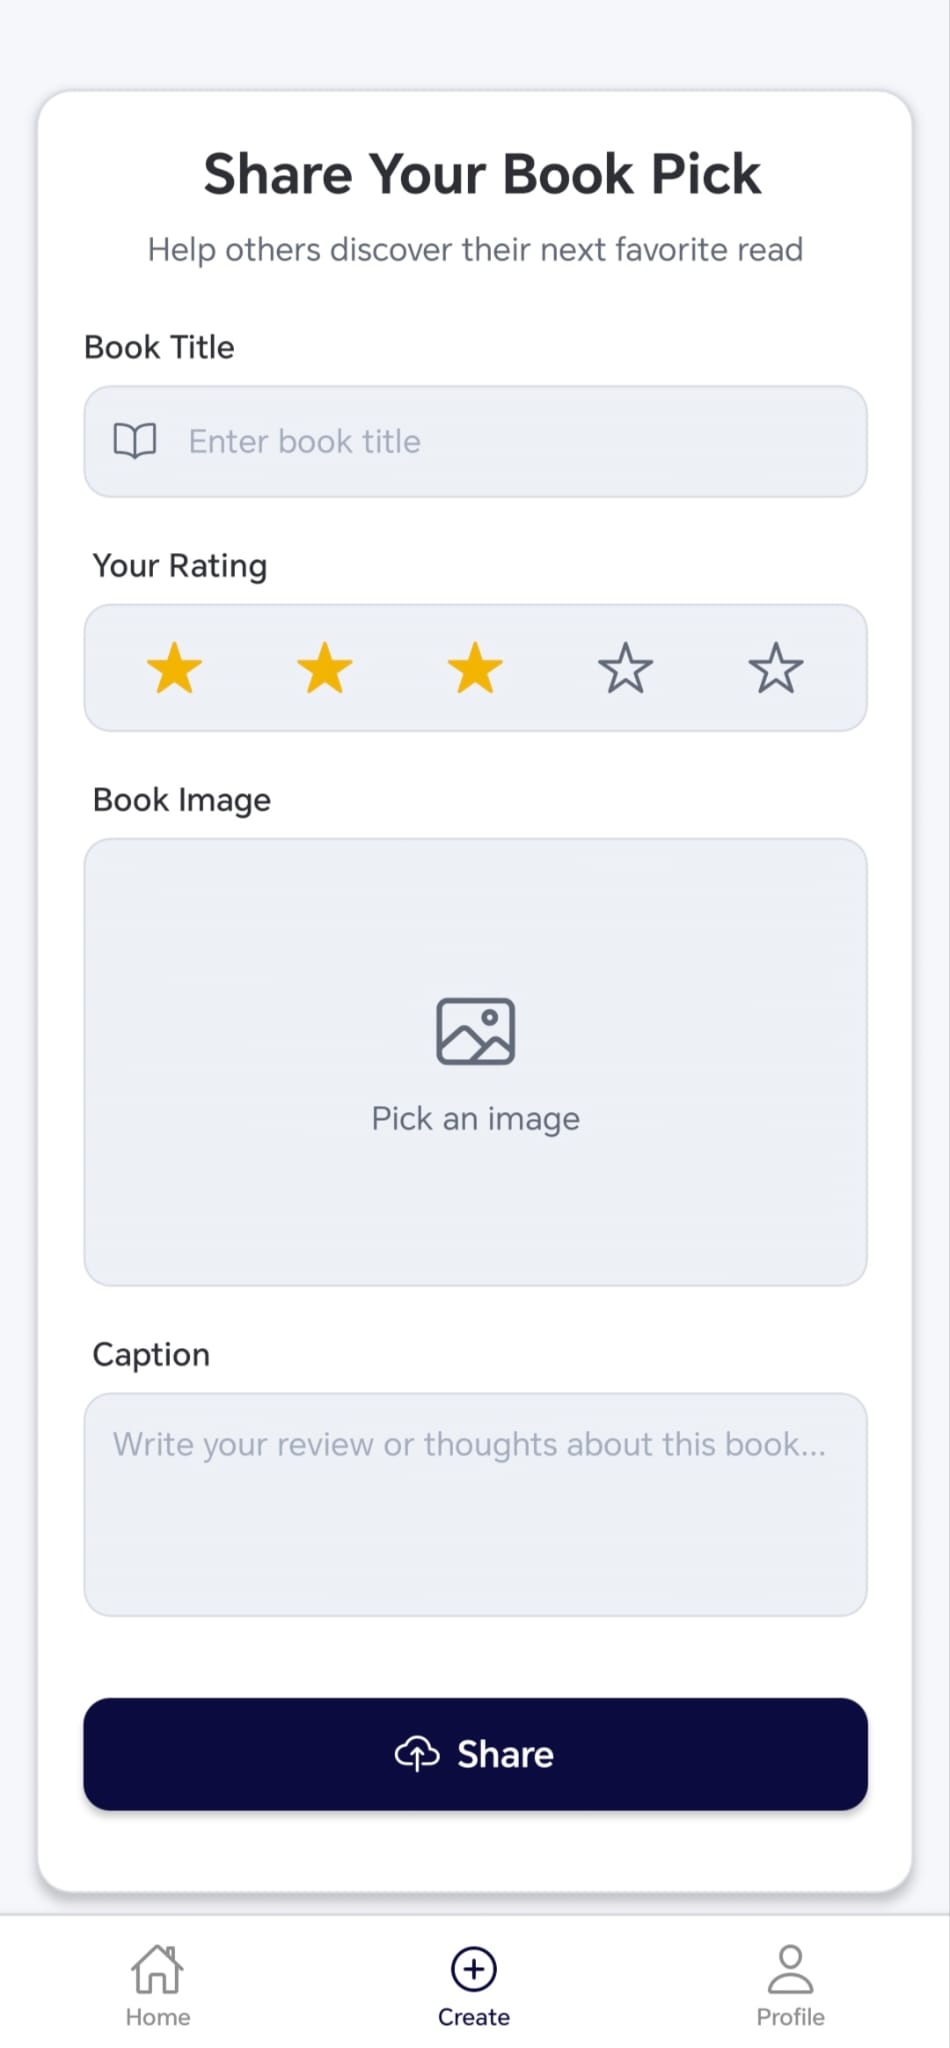 Share Your Book Pick
Help others discover their next favorite read
Book Title
Enter book title
Your Rating
Book Image
Pick an image
Caption
Write your review or thoughts about this book...
Share
Home
Create
Profile